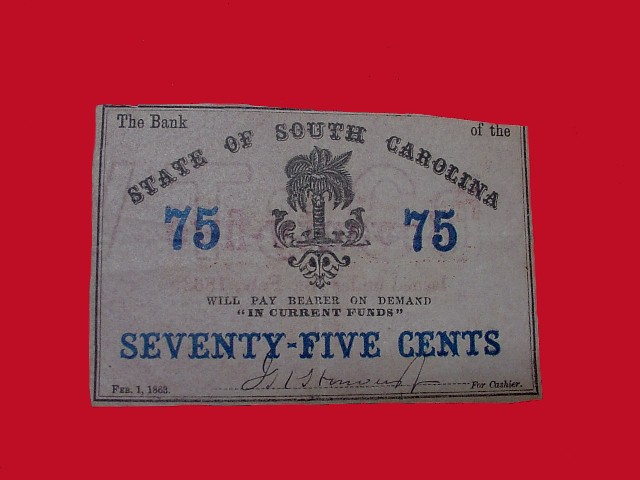 The Bank of the
STATE OF SOUTH CAROLINA
75 75
WILL PAY BEARER ON DEMAND
"IN CURRENT FUNDS"
SEVENTY-FIVE CENTS
FEB. 1, 1863. For Cashier.